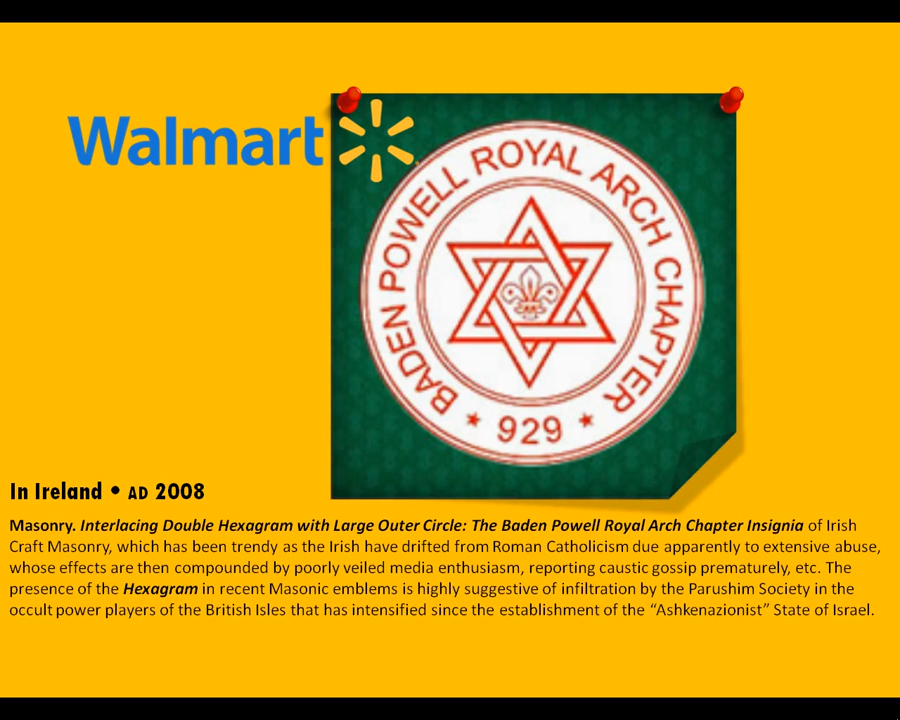 Walmart
BADEN POWELL ROYAL ARCH CHAPTER
★ 929 ★
In Ireland • AD 2008
Masonry. Interlacing Double Hexagram with Large Outer Circle: The Baden Powell Royal Arch Chapter Insignia of Irish
Craft Masonry, which has been trendy as the Irish have drifted from Roman Catholicism due apparently to extensive abuse,
whose effects are then compounded by poorly veiled media enthusiasm, reporting caustic gossip prematurely, etc. The
presence of the Hexagram in recent Masonic emblems is highly suggestive of infiltration by the Parushim Society in the
occult power players of the British Isles that has intensified since the establishment of the “Ashkenazionist” State of Israel.